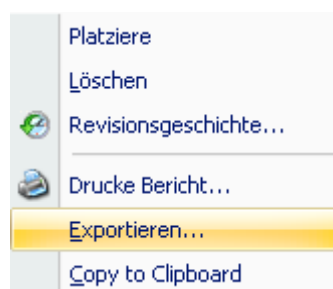 Platziere
Löschen
Revisionsgeschichte...
Drucke Bericht...
Exportieren...
Copy to Clipboard